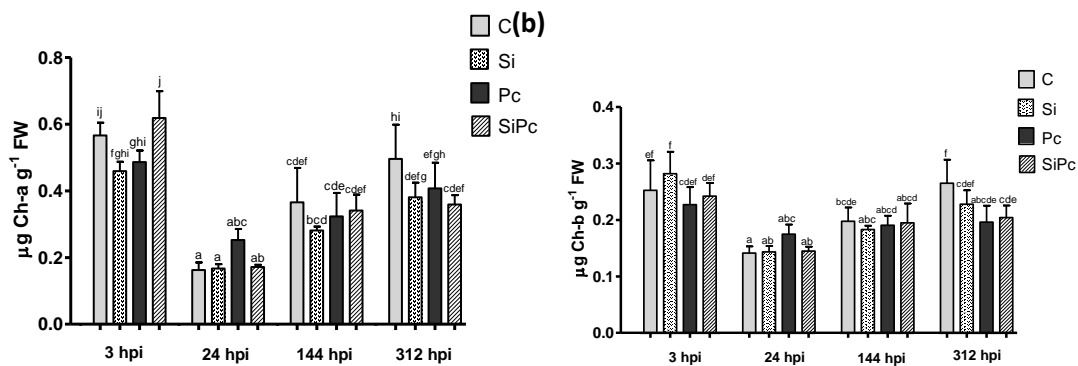 C (b)
Si
Pc
SiPc
µg Ch-a g-1 FW
0.8
0.6
0.4
0.2
0.0
ij
fghi
ghi
j
a
a
abc
ab
cdef
bcd
cde
cdef
hi
defg
efgh
cdef
3 hpi 24 hpi 144 hpi 312 hpi
C
Si
Pc
SiPc
µg Ch-b g-1 FW
0.4
0.3
0.2
0.1
0.0
ef
f
cdef
def
a
ab
abc
ab
bcde
abc
abcd
abcd
f
cdef
abcde
cde
3 hpi 24 hpi 144 hpi 312 hpi